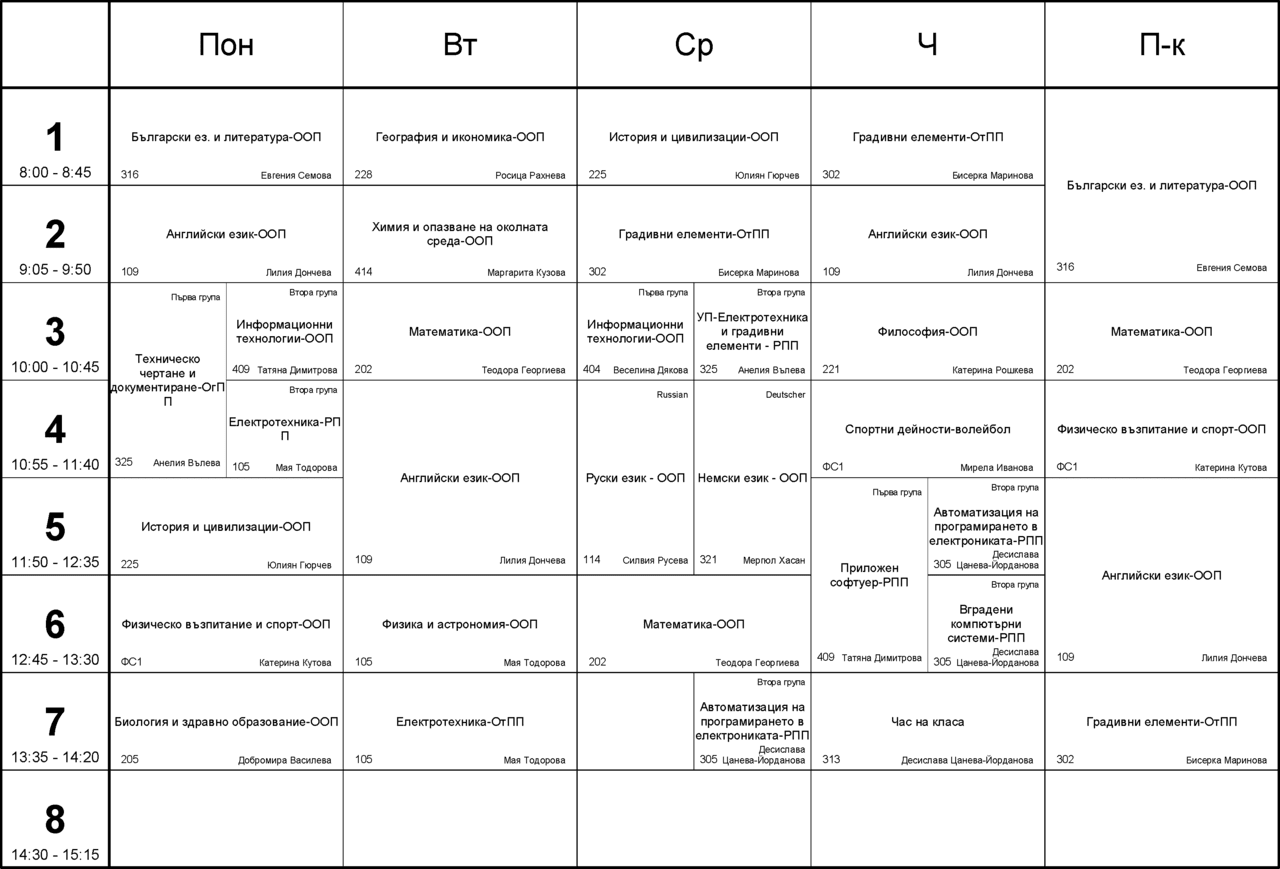 Пон Вт Ср Ч П-к
1
8:00 - 8:45
Български ез. и литература-ООП
316 Евгения Семова
География и икономика-ООП
228 Росица Рахнева
История и цивилизации-ООП
225 Юлиян Гюрчев
Градивни елементи-ОтПП
302 Бисерка Маринова
Български ез. и литература-ООП
316 Евгения Семова
2
9:05 - 9:50
Английски език-ООП
109 Лилия Дончева
Химия и опазване на околната
среда-ООП
414 Маргарита Кузова
Градивни елементи-ОтПП
302 Бисерка Маринова
Английски език-ООП
109 Лилия Дончева
3
10:00 - 10:45
Първа група
Техническо
чертане и
документиране-ОгП
П
325 Анелия Вълева
Втора група
Информационни
технологии-ООП
409 Татяна Димитрова
Математика-ООП
202 Теодора Георгиева
Първа група
Информационни
технологии-ООП
404 Веселина Дякова
Втора група
УП-Електротехника
и градивни
елементи - РПП
325 Анелия Вълева
Философия-ООП
221 Катерина Рошкева
Математика-ООП
202 Теодора Георгиева
4
10:55 - 11:40
Втора група
Електротехника-РП
П
105 Мая Тодорова
Английски език-ООП
109 Лилия Дончева
Russian
Руски език - ООП
114 Силвия Русева
Deutscher
Немски език - ООП
321 Мерпол Хасан
Спортни дейности-волейбол
ФС1 Мирела Иванова
Физическо възпитание и спорт-ООП
ФС1 Катерина Кутова
5
11:50 - 12:35
История и цивилизации-ООП
225 Юлиян Гюрчев
Първа група
Приложен
софтуер-РПП
409 Татяна Димитрова
Втора група
Автоматизация на
програмирането в
електрониката-РПП
Десислава
305 Цанева-Йорданова
Английски език-ООП
109 Лилия Дончева
6
12:45 - 13:30
Физическо възпитание и спорт-ООП
ФС1 Катерина Кутова
Физика и астрономия-ООП
105 Мая Тодорова
Математика-ООП
202 Теодора Георгиева
Втора група
Вградени
компютърни
системи-РПП
Десислава
305 Цанева-Йорданова
7
13:35 - 14:20
Биология и здравно образование-ООП
205 Добромира Василева
Електротехника-ОтПП
105 Мая Тодорова
Втора група
Автоматизация на
програмирането в
електрониката-РПП
Десислава
305 Цанева-Йорданова
Час на класа
313 Десислава Цанева-Йорданова
Градивни елементи-ОтПП
302 Бисерка Маринова
8
14:30 - 15:15